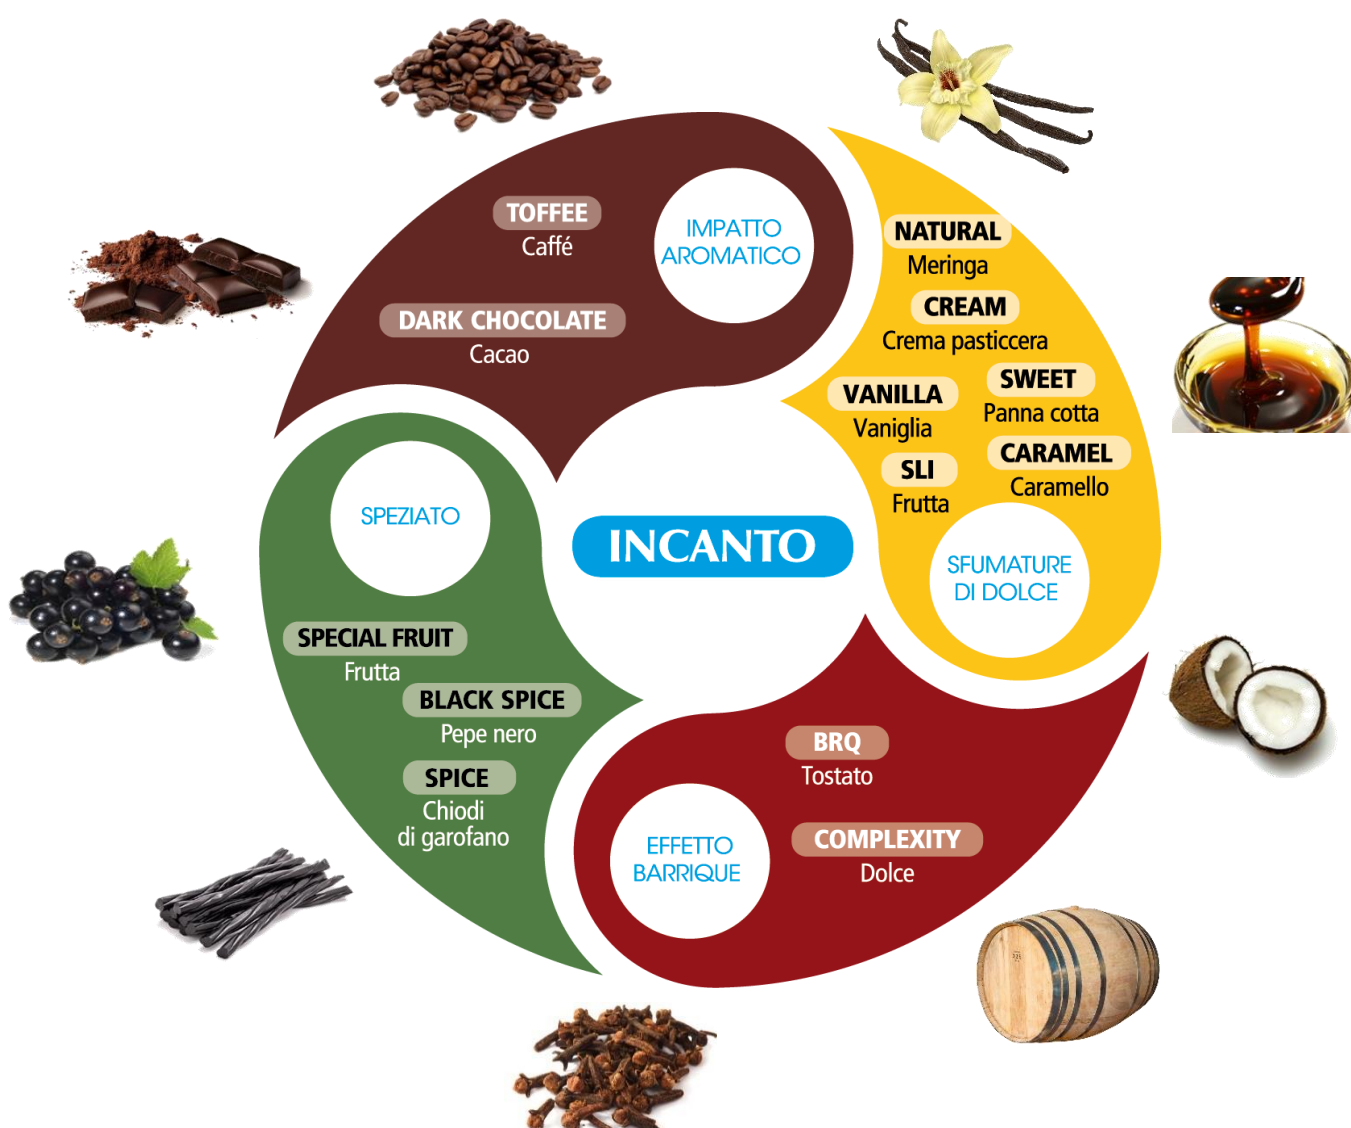 IMPATTO
AROMATICO
TOFFEE
Caffé
DARK CHOCOLATE
Cacao
NATURAL
Meringa
CREAM
Crema pasticcera
VANILLA
Vaniglia
SWEET
Panna cotta
SLI
Frutta
CARAMEL
Caramello
SFUMATURE
DI DOLCE
INCANTO
SPEZIATO
SPECIAL FRUIT
Frutta
BLACK SPICE
Pepe nero
SPICE
Chiodi
di garofano
BRQ
Tostato
COMPLEXITY
Dolce
EFFETTO
BARRIQUE